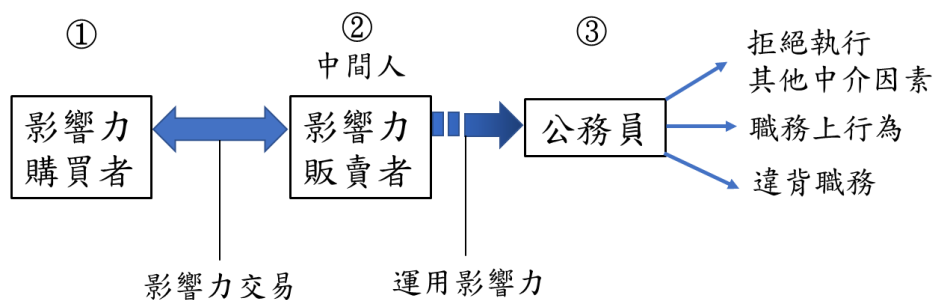 ①
②
③
中間人
影響力
購買者
影響力
販賣者
公務員
拒絕執行
其他中介因素
職務上行為
違背職務
影響力交易
運用影響力